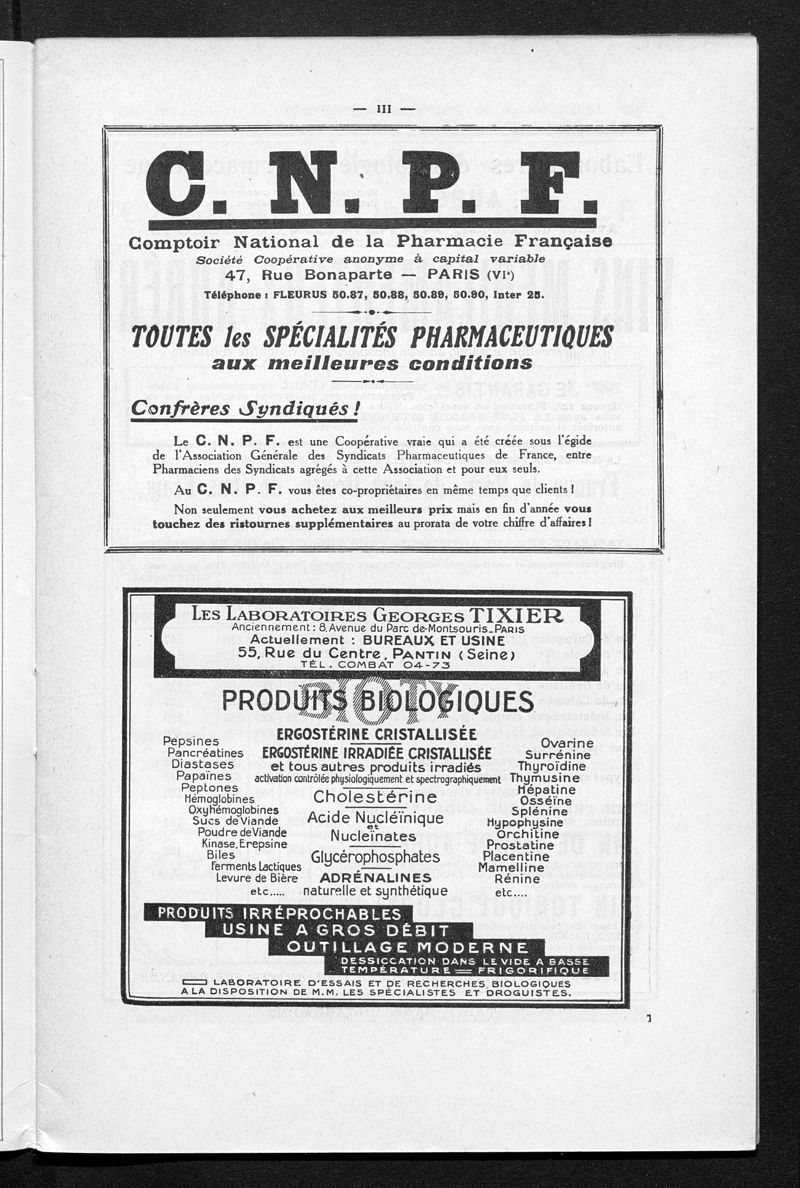 — III —
C. N. P. F.
Comptoir National de la Pharmacie Française
Société Coopérative anonyme à capital variable
47, Rue Bonaparte — PARIS (VIe)
Téléphone : FLEURUS 50.87, 50.88, 50.89, 50.90, Inter 25.
TOUTES les SPÉCIALITÉS PHARMACEUTIQUES
aux meilleures conditions
Confrères Syndiqués !
Le C. N. P. F. est une Coopérative vraie qui a été créée sous l'égide
de l'Association Générale des Syndicats Pharmaceutiques de France, entre
Pharmaciens des Syndicats agrégés à cette Association et pour eux seuls.
Au C. N. P. F. vous êtes co-propriétaires en même temps que clients !
Non seulement vous achetez aux meilleurs prix mais en fin d'année vous
touchez des ristournes supplémentaires au prorata de votre chiffre d'affaires !
LES LABORATOIRES GEORGES TIXIER
Anciennement : 8, Avenue du Parc de-Montsouris_PARIS
Actuellement : BUREAUX ET USINE
55, Rue du Centre, PANTIN (Seine)
TÉL. COMBAT 04-73
BIOTY
PRODUITS BIOLOGIQUES
Pepsines
Pancréatines
Diastases
Papaïnes
Peptones
Hémoglobines
Oxyhémoglobines
Sucs de Viande
Poudre de Viande
Kinase, Erepsine
Biles
Ferments Lactiques
Levure de Bière
etc.....
ERGOSTÉRINE CRISTALLISÉE
ERGOSTÉRINE IRRADIÉE CRISTALLISÉE
et tous autres produits irradiés
activation contrôlée physiologiquement et spectrographiquement
Cholestérine
Acide Nucléïnique
et
Nucleïnates
Glycérophosphates
ADRÉNALINES
naturelle et synthétique
Ovarine
Surrénine
Thyroïdine
Thymusine
Hépatine
Osséïne
Splénine
Hypophysine
Orchitine
Prostatine
Placentine
Mamelline
Rénine
etc....
PRODUITS IRRÉPROCHABLES
USINE A GROS DÉBIT
OUTILLAGE MODERNE
DESSICCATION DANS LE VIDE A BASSE
TEMPÉRATURE = FRIGORIFIQUE
LABORATOIRE D'ESSAIS ET DE RECHERCHES BIOLOGIQUES
A LA DISPOSITION DE M.M. LES SPÉCIALISTES ET DROGUISTES.